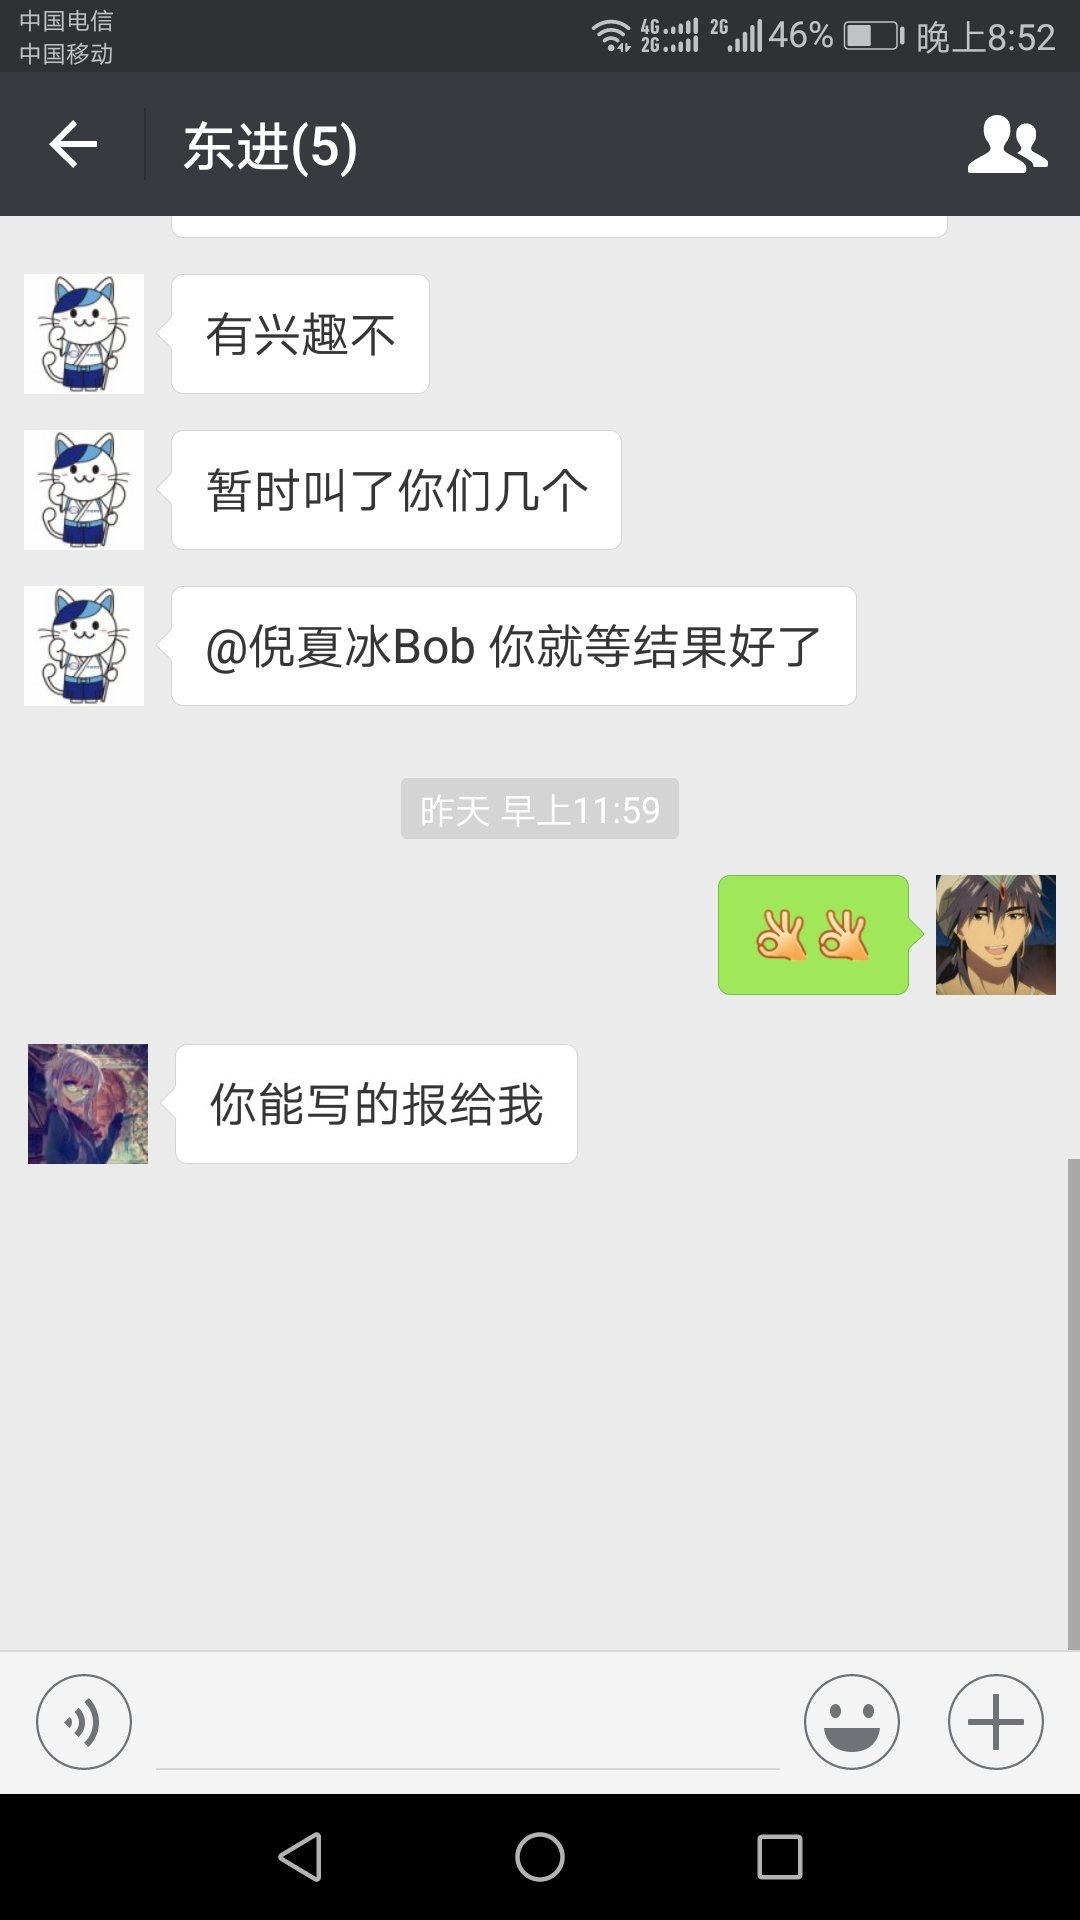 中国电信
中国移动
4G
2G
2G
46%
晚上8:52
东进(5)
有兴趣不
暂时叫了你们几个
@倪夏冰Bob 你就等结果好了
昨天 早上11:59
👌👌
你能写的报给我